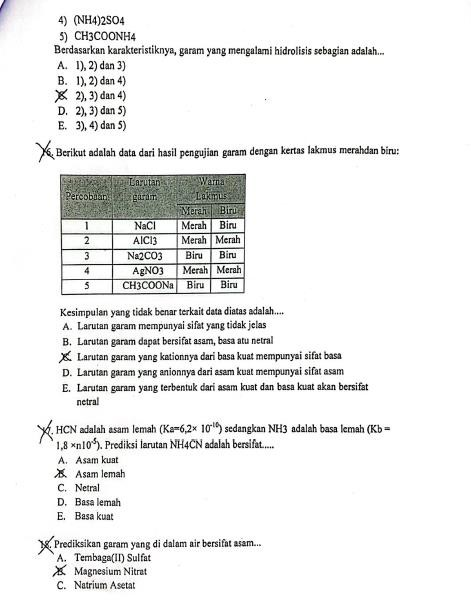 4) (NH4)2SO4
5) CH3COONH4
Berdasarkan karakteristiknya, garam yang mengalami hidrolisis sebagian adalah...
A. 1), 2) dan 3)
B. 1), 2) dan 4)
C. 2), 3) dan 4)
D. 2), 3) dan 5)
E. 3), 4) dan 5)
16. Berikut adalah data dari hasil pengujian garam dengan kertas lakmus merahdan biru:
Percobaan Larutan garam Warna Lakmus
Merah Biru
1 NaCl Merah Biru
2 AlCl3 Merah Merah
3 Na2CO3 Biru Biru
4 AgNO3 Merah Merah
5 CH3COONa Biru Biru
Kesimpulan yang tidak benar terkait data diatas adalah....
A. Larutan garam mempunyai sifat yang tidak jelas
B. Larutan garam dapat bersifat asam, basa atu netral
C. Larutan garam yang kationnya dari basa kuat mempunyai sifat basa
D. Larutan garam yang anionnya dari asam kuat mempunyai sifat asam
E. Larutan garam yang terbentuk dari asam kuat dan basa kuat akan bersifat
netral
17. HCN adalah asam lemah (Ka=6,2× 10⁻¹⁰) sedangkan NH3 adalah basa lemah (Kb =
1,8 ×n10⁻⁵). Prediksi larutan NH4CN adalah bersifat.....
A. Asam kuat
B. Asam lemah
C. Netral
D. Basa lemah
E. Basa kuat
18. Prediksikan garam yang di dalam air bersifat asam...
A. Tembaga(II) Sulfat
B. Magnesium Nitrat
C. Natrium Asetat